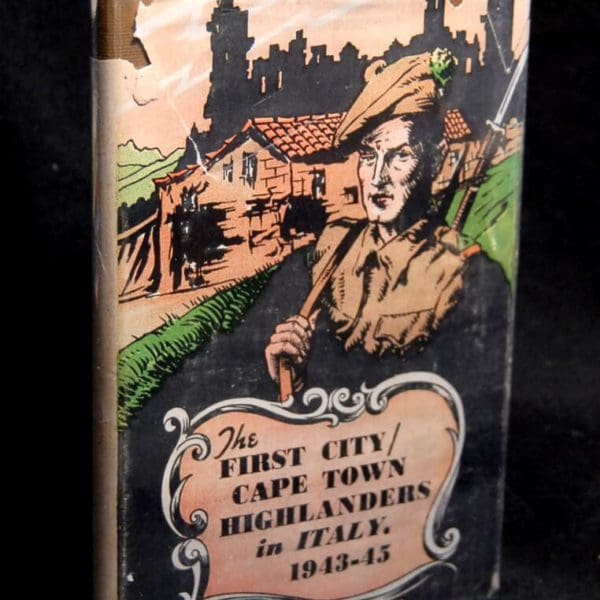 The
FIRST CITY/
CAPE TOWN
HIGHLANDERS
in ITALY.
1943-45